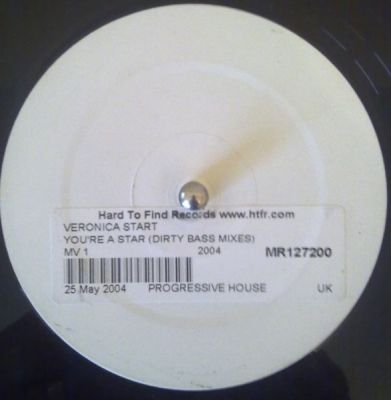 Hard To Find Records www.htfr.com
VERONICA START
YOU'RE A STAR (DIRTY BASS MIXES)
MV 1 2004 MR127200
25 May 2004 PROGRESSIVE HOUSE UK